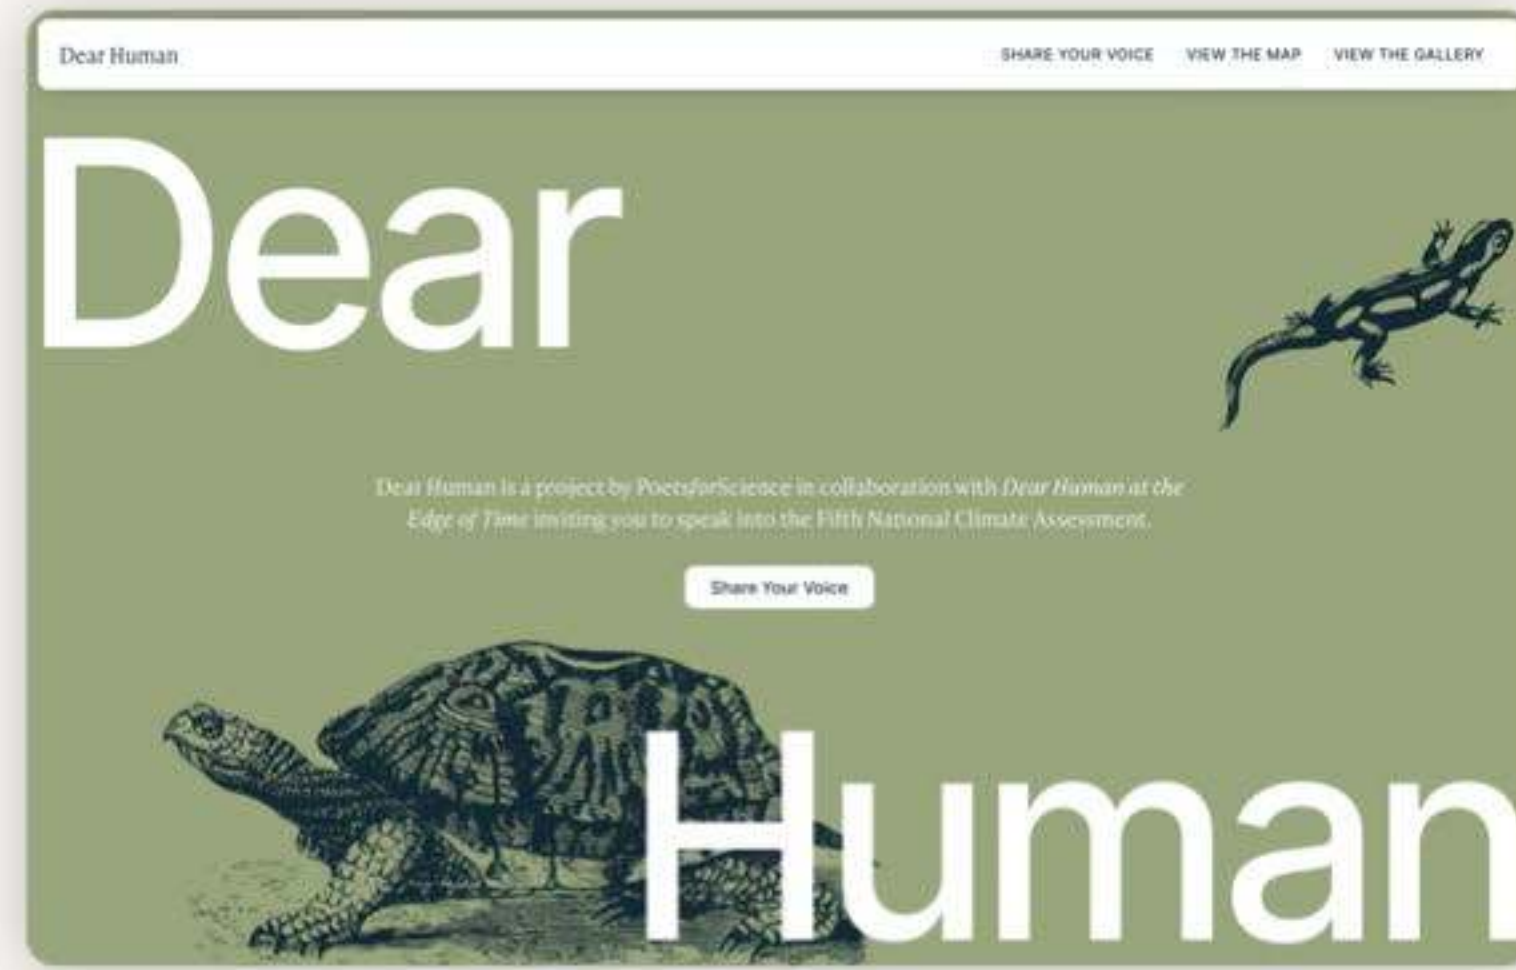 Dear Human
SHARE YOUR VOICE VIEW THE MAP VIEW THE GALLERY
Dear
Dear Human is a project by PoetsforScience in collaboration with Dear Human at the
Edge of Time inviting you to speak into the Fifth National Climate Assessment.
Share Your Voice
Human